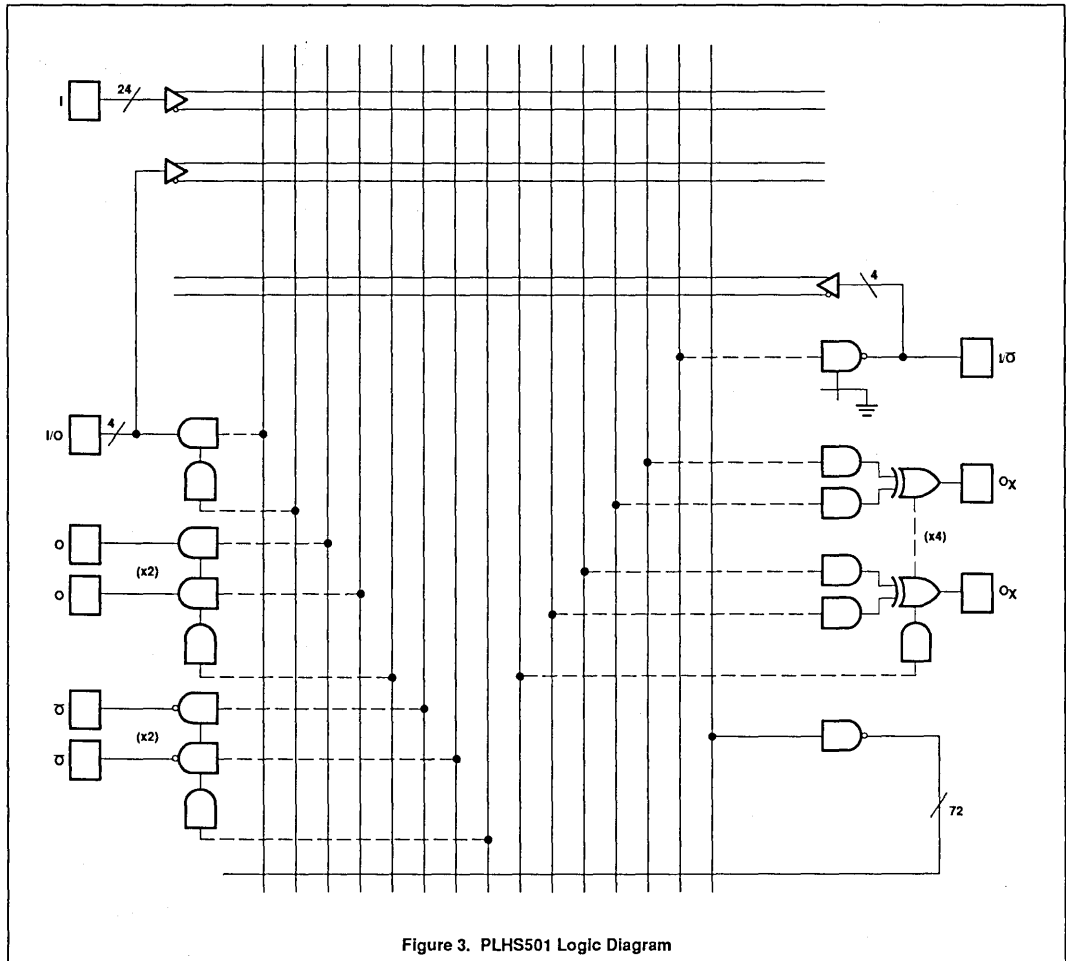 I
24
4
I/O̅
I/O
4
OX
O
(x2)
(x4)
O
OX
O̅
(x2)
O̅
72
Figure 3. PLHS501 Logic Diagram